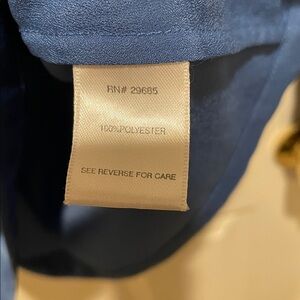 RN# 29685
100%POLYESTER
SEE REVERSE FOR CARE